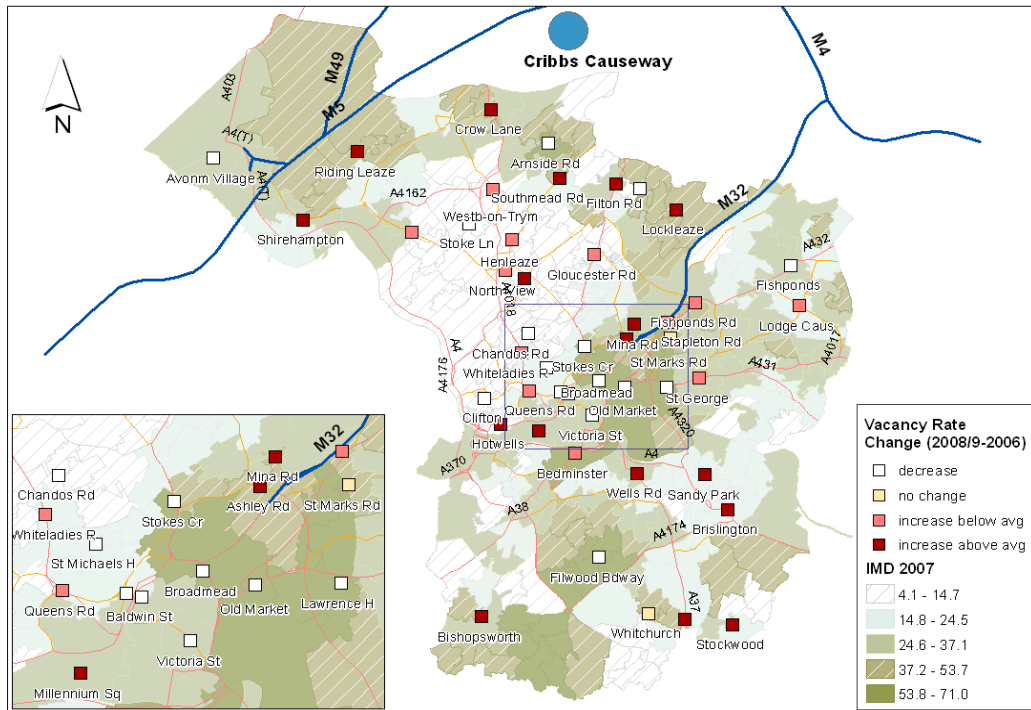 Cribbs Causeway
M4
M49
A403
M5
N
Crow Lane
A4(T)
Arnside Rd
Avonm Village
Riding Leaze
A4(T)
A4162
Southmead Rd
Filton Rd
M32
Westb-on-Trym
Lockleaze
Shirehampton
Stoke Ln
A432
Henleaze
Gloucester Rd
Fishponds
North View
A4018
Lodge Caus
Fishponds Rd
A4017
A4
Mina Rd
Stapleton Rd
Chandos Rd
St Marks Rd
A431
A4176
Whiteladies R
Stokes Cr
Broadmead
St George
Clifton
Queens Rd
Old Market
A4320
Hotwells
Victoria St
A370
Bedminster
A4
Wells Rd
Sandy Park
A38
Brislington
A4174
Filwood Bdway
A37
Bishopsworth
Whitchurch
Stockwood
M32
Mina Rd
Chandos Rd
Ashley Rd
St Marks Rd
Stokes Cr
Whiteladies R
St Michaels H
Broadmead
Old Market
Lawrence H
Queens Rd
Baldwin St
Victoria St
Millennium Sq
Vacancy Rate
Change (2008/9-2006)
decrease
no change
increase below avg
increase above avg
IMD 2007
4.1 - 14.7
14.8 - 24.5
24.6 - 37.1
37.2 - 53.7
53.8 - 71.0